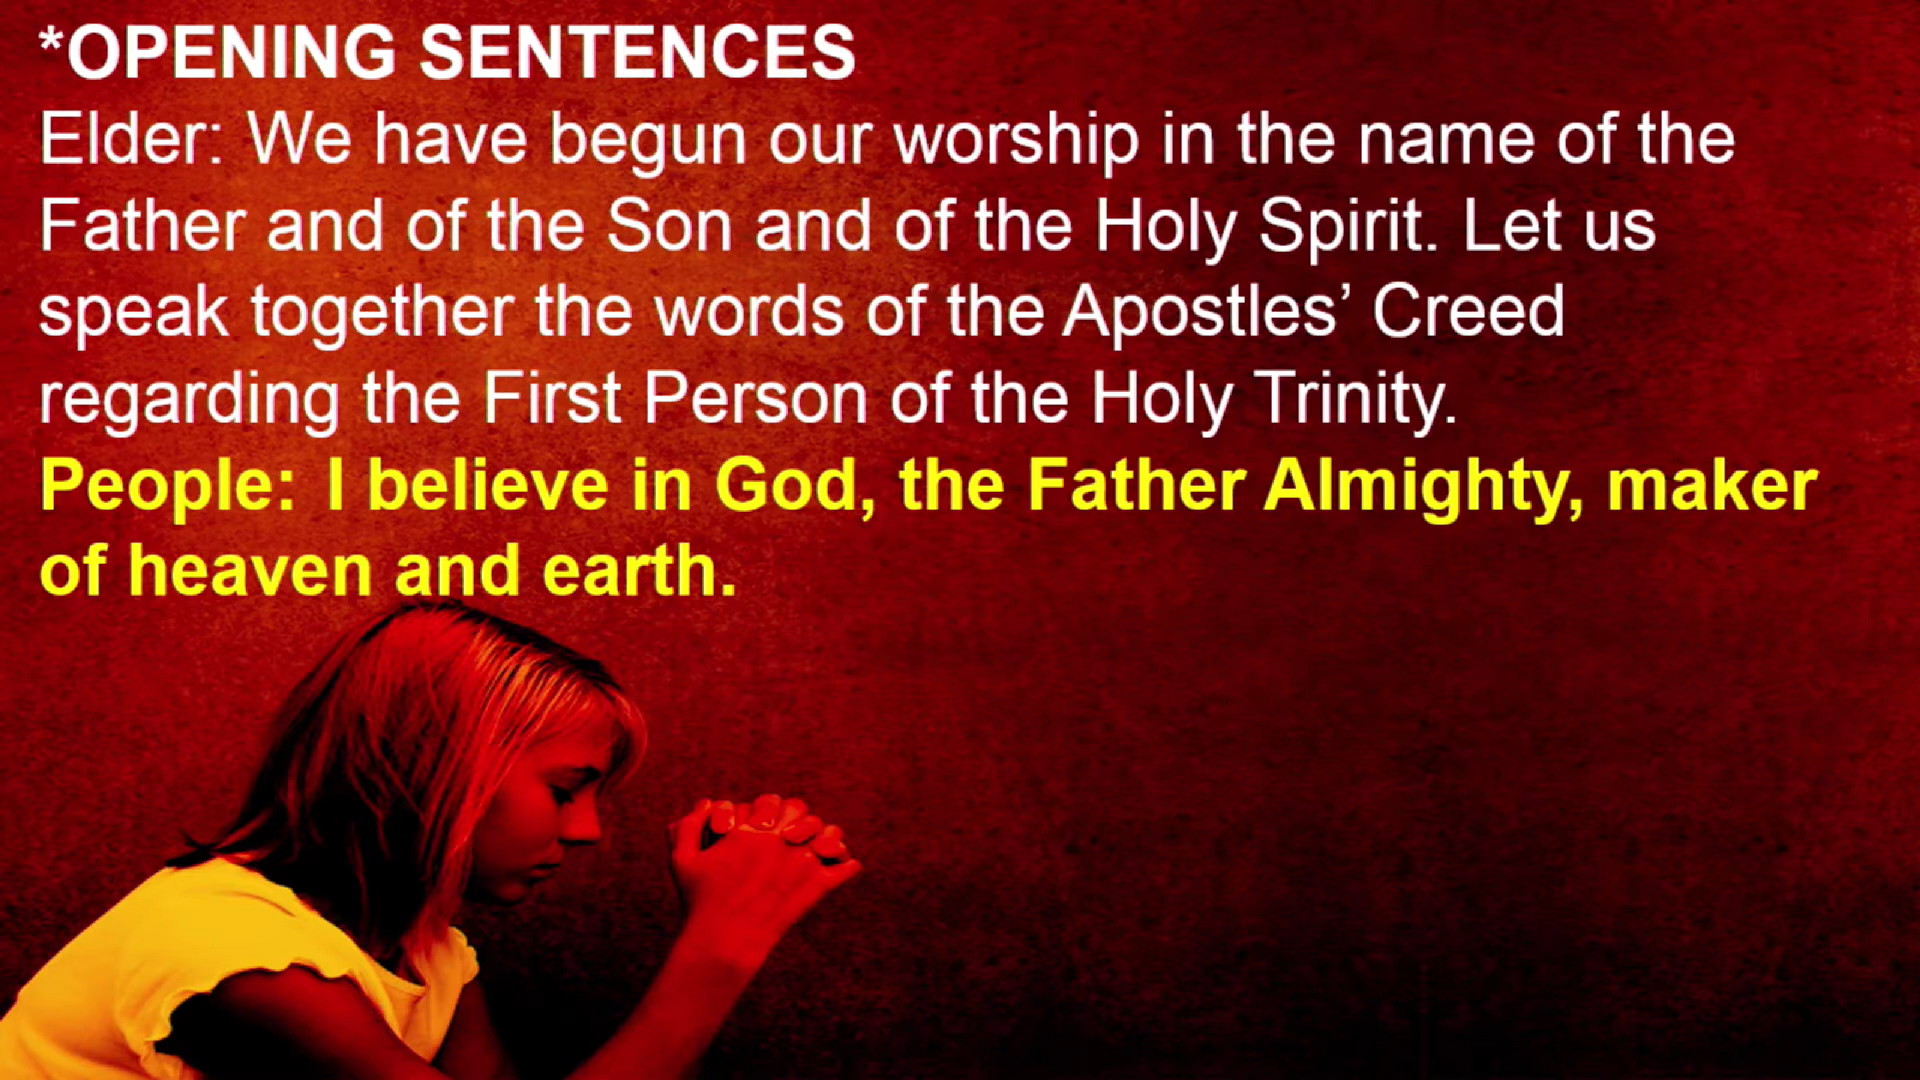 *OPENING SENTENCES
Elder: We have begun our worship in the name of the
Father and of the Son and of the Holy Spirit. Let us
speak together the words of the Apostles’ Creed
regarding the First Person of the Holy Trinity.
People: I believe in God, the Father Almighty, maker
of heaven and earth.